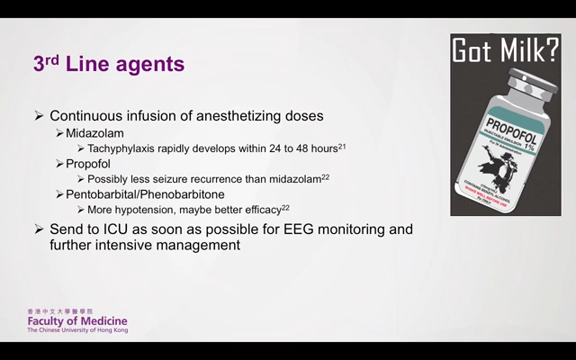 3rd Line agents
Got Milk?
➢ Continuous infusion of anesthetizing doses
➢ Midazolam
➢ Tachyphylaxis rapidly develops within 24 to 48 hours21
➢ Propofol
➢ Possibly less seizure recurrence than midazolam22
➢ Pentobarbital/Phenobarbitone
➢ More hypotension, maybe better efficacy22
➢ Send to ICU as soon as possible for EEG monitoring and
further intensive management
PROPOFOL
1%
INJECTABLE EMULSION
香港中文大學醫學院
Faculty of Medicine
The Chinese University of Hong Kong